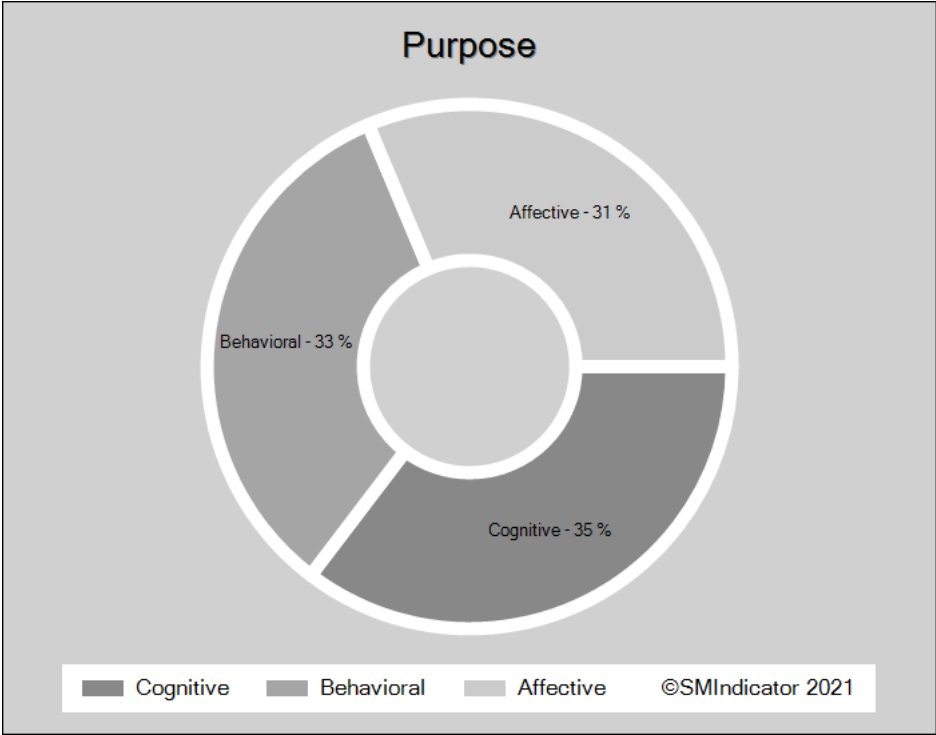 Purpose
Affective - 31 %
Behavioral - 33 %
Cognitive - 35 %
Cognitive Behavioral Affective ©SMIndicator 2021